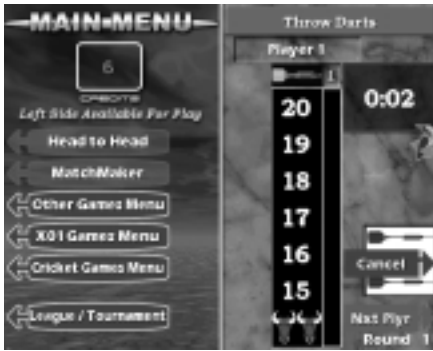 MAIN-MENU
6
CREDITS
Left Side Available For Play
Head to Head
MatchMaker
Other Games Menu
X01 Games Menu
Cricket Games Menu
League / Tournament
Throw Darts
Player 1
1
20
0:02
19
18
17
16
Cancel
15
Nxt Plyr
Round 1